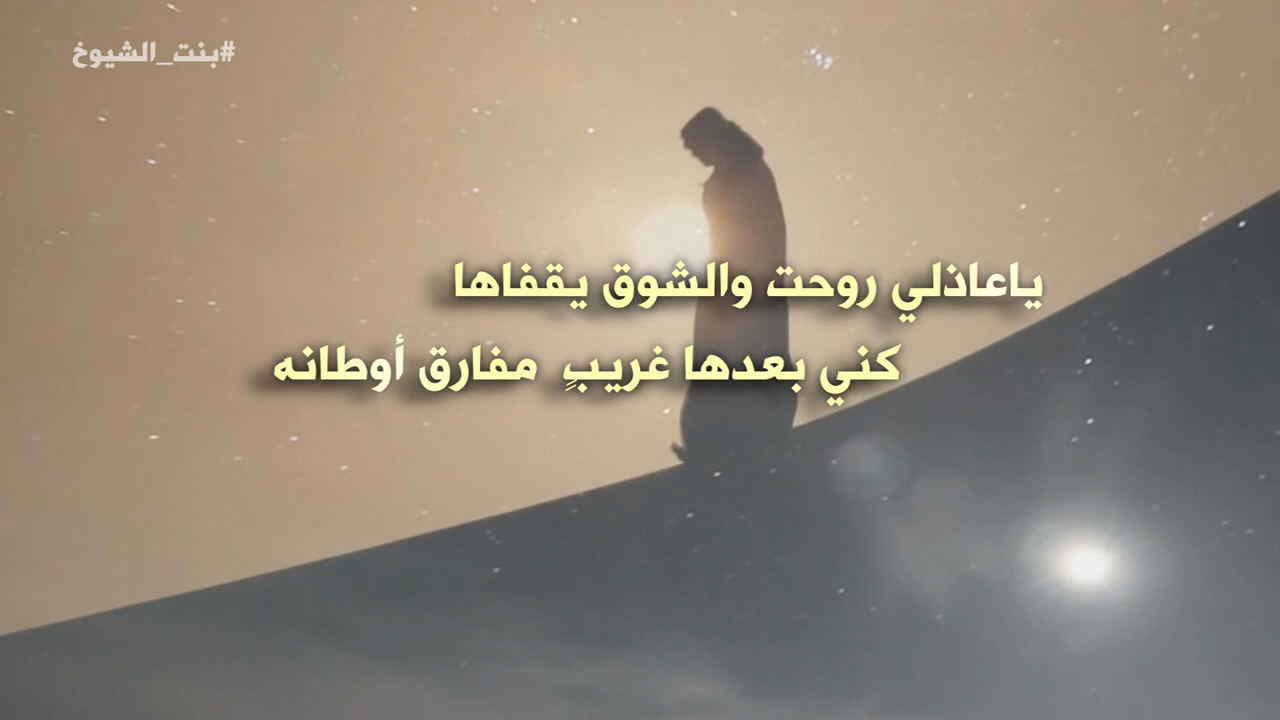 #بنت_الشيوخ
ياعاذلي روحت والشوق يقفاها
كني بعدها غريبٍ مفارق أوطانه